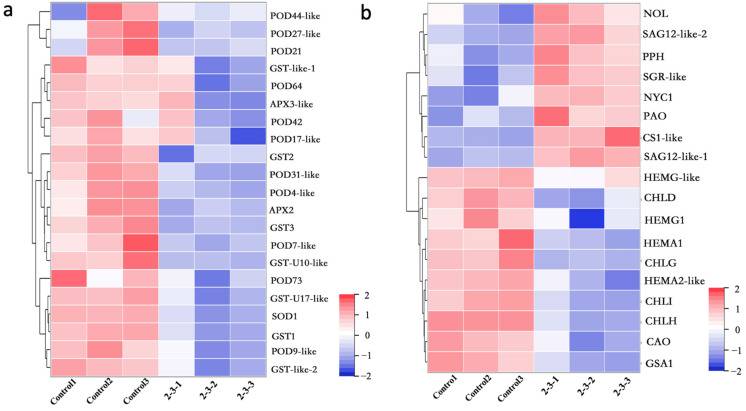 a
POD44-like
POD27-like
POD21
GST-like-1
POD64
APX3-like
POD42
POD17-like
GST2
POD31-like
POD4-like
APX2
GST3
POD7-like
GST-U10-like
POD73
GST-U17-like
SOD1
GST1
POD9-like
GST-like-2
Control1
Control2
Control3
2-3-1
2-3-2
2-3-3
2
1
0
−1
−2
b
NOL
SAG12-like-2
PPH
SGR-like
NYC1
PAO
CS1-like
SAG12-like-1
HEMG-like
CHLD
HEMG1
HEMA1
CHLG
HEMA2-like
CHLI
CHLH
CAO
GSA1
Control1
Control2
Control3
2-3-1
2-3-2
2-3-3
2
1
0
−1
−2